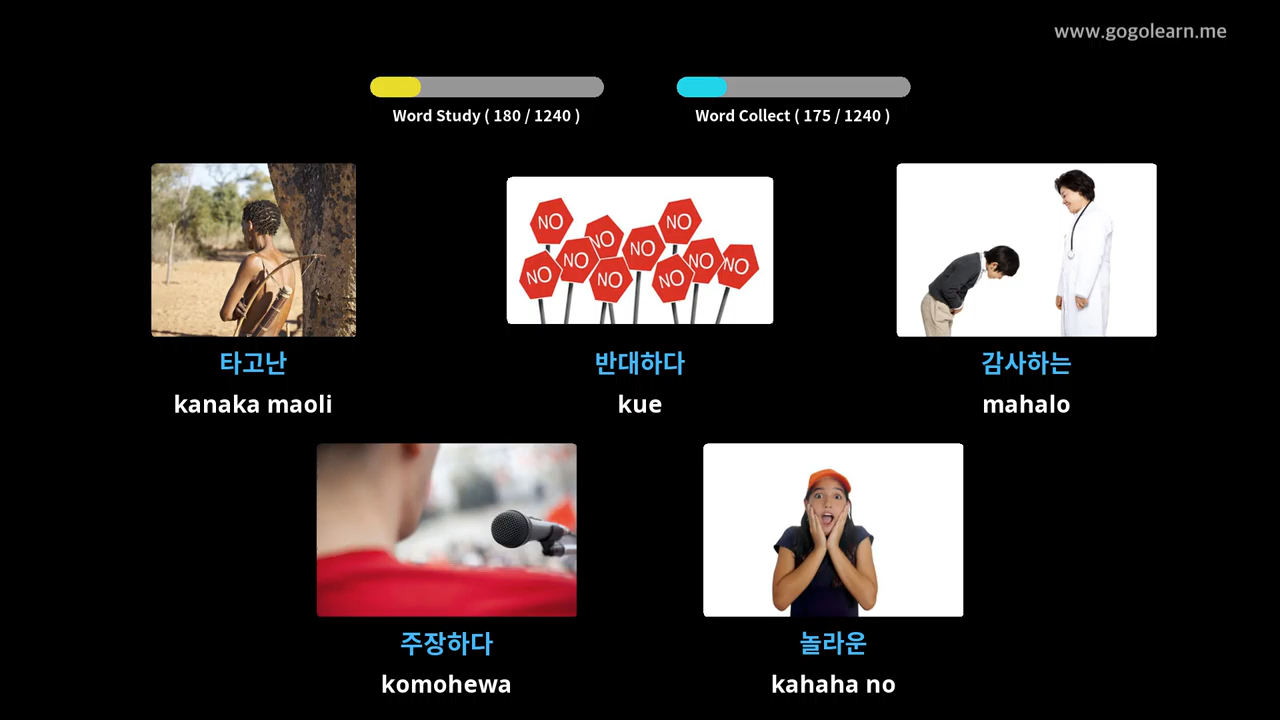 www.gogolearn.me
Word Study ( 180 / 1240 )
Word Collect ( 175 / 1240 )
NO
NO
NO
NO
NO
NO
NO
NO
NO
NO
타고난
kanaka maoli
반대하다
kue
감사하는
mahalo
주장하다
komohewa
놀라운
kahaha no